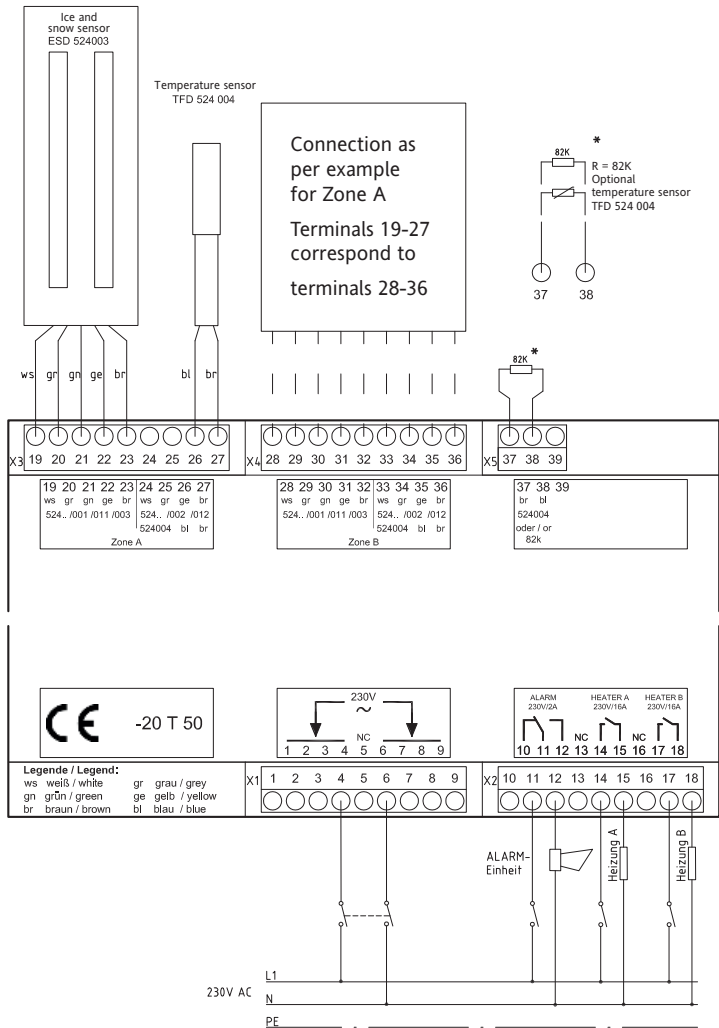 Ice and
snow sensor
ESD 524003
Temperature sensor
TFD 524 004
Connection as
per example
for Zone A
Terminals 19-27
correspond to
terminals 28-36
*
82K
R = 82K
Optional
temperature sensor
TFD 524 004
37 38
ws gr gn ge br bl br
82K *
X3 19 20 21 22 23 24 25 26 27
X4 28 29 30 31 32 33 34 35 36
X5 37 38 39
19 20 21 22 23 24 25 26 27
ws gr gn ge br ws gr ge br
524.. /001 /011 /003 524.. /002 /012
524004 bl br
Zone A
28 29 30 31 32 33 34 35 36
ws gr gn ge br ws gr ge br
524.. /001 /011 /003 524.. /002 /012
524004 bl br
Zone B
37 38 39
br bl
524004
oder / or
82k
CE -20 T 50
230V
~
NC
1 2 3 4 5 6 7 8 9
ALARM
230V/2A
HEATER A
230V/16A
HEATER B
230V/16A
NC NC
10 11 12 13 14 15 16 17 18
Legende / Legend:
ws weiß / white gr grau / grey
gn grün / green ge gelb / yellow
br braun / brown bl blau / blue
X1 1 2 3 4 5 6 7 8 9
X2 10 11 12 13 14 15 16 17 18
ALARM-
Einheit
Heizung A
Heizung B
230V AC
L1
N
PE